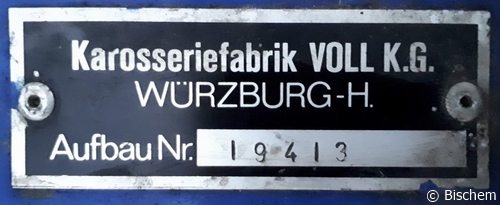 Karosseriefabrik VOLL K.G.
WÜRZBURG-H.
Aufbau Nr. 19413
© Bischem